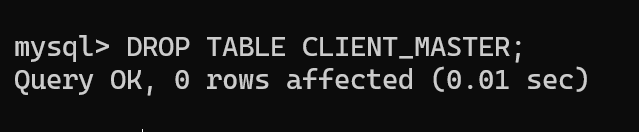 mysql> DROP TABLE CLIENT_MASTER;
Query OK, 0 rows affected (0.01 sec)